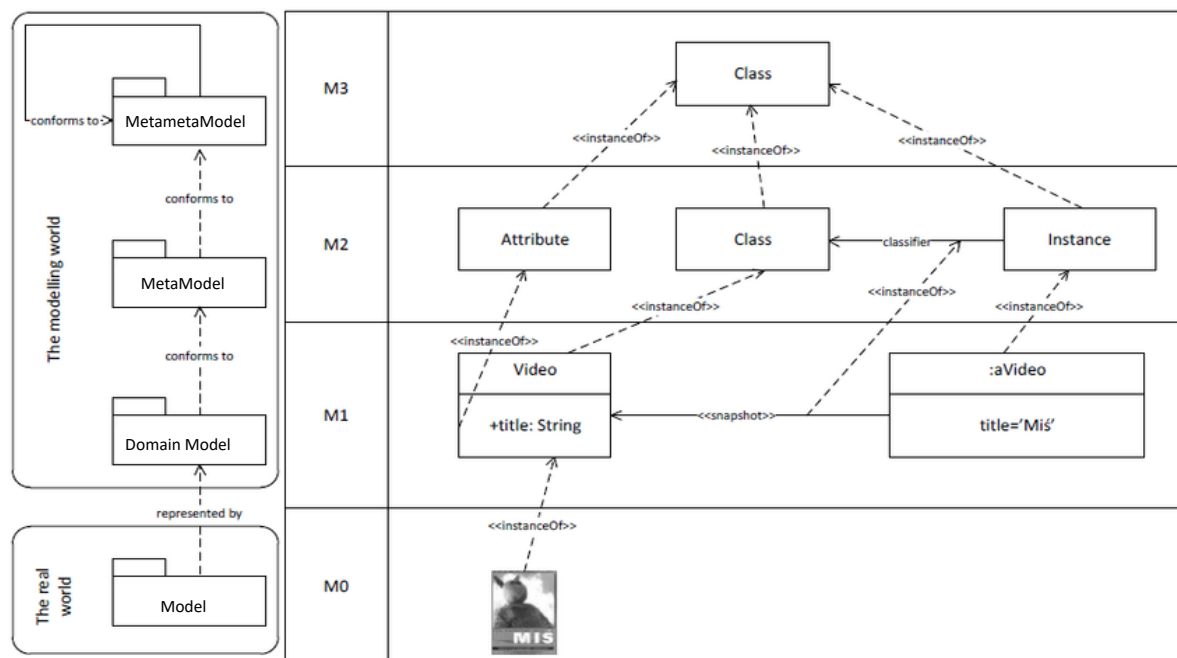 The modelling world
conforms to
MetametaModel
conforms to
MetaModel
conforms to
Domain Model
represented by
The real
world
Model
M3
Class
<<instanceOf>>
<<instanceOf>>
<<instanceOf>>
M2
Attribute
Class
classifier
Instance
<<instanceOf>>
<<instanceOf>>
<<instanceOf>>
<<instanceOf>>
M1
Video
+title: String
<<snapshot>>
:aVideo
title='Miś'
<<instanceOf>>
M0
MIŚ